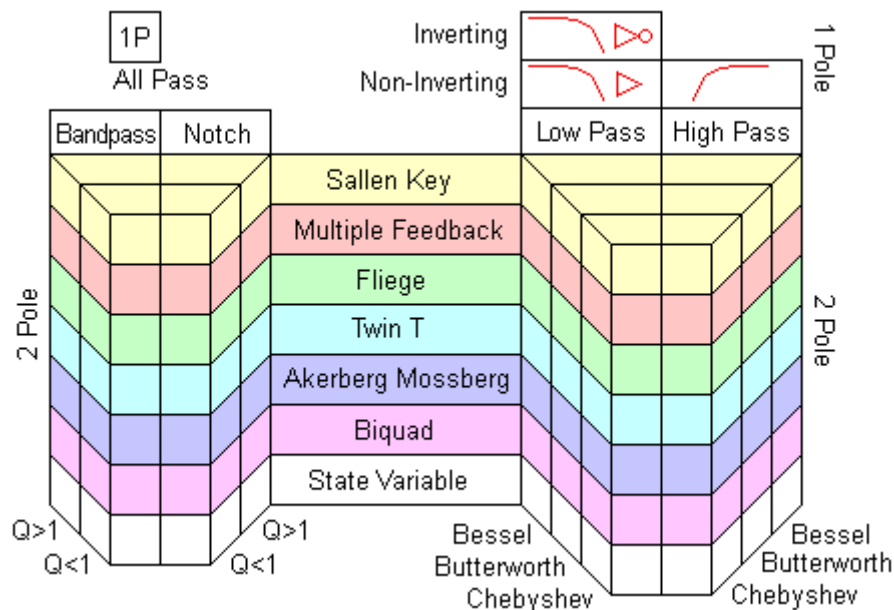 1P
All Pass
Inverting
Non-Inverting
1 Pole
Bandpass
Notch
Low Pass
High Pass
Sallen Key
Multiple Feedback
Fliege
Twin T
Akerberg Mossberg
Biquad
State Variable
2 Pole
2 Pole
Q>1
Q<1
Q>1
Q<1
Bessel
Butterworth
Chebyshev
Bessel
Butterworth
Chebyshev